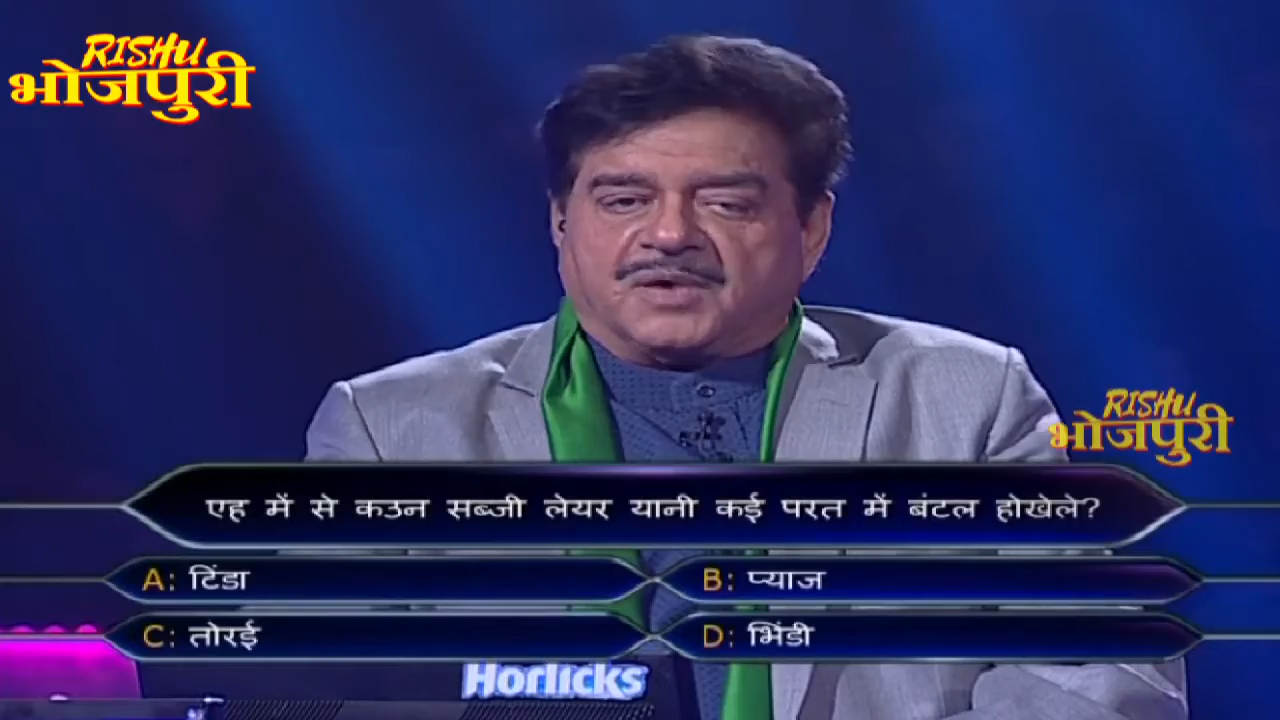 RISHU
भोजपुरी
RISHU
भोजपुरी
एह में से कउन सब्जी लेयर यानी कई परत में बंटल होखेले?
A: टिंडा
B: प्याज
C: तोरई
D: भिंडी
Horlicks